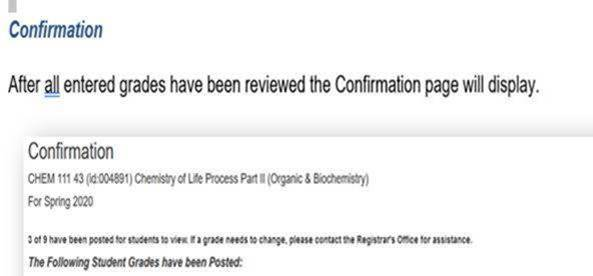 Confirmation
After all entered grades have been reviewed the Confirmation page will display.
Confirmation
CHEM 111 43 (id:004891) Chemistry of Life Process Part II (Organic & Biochemistry)
For Spring 2020
3 of 9 have been posted for students to view. If a grade needs to change, please contact the Registrar's Office for assistance.
The Following Student Grades have been Posted: